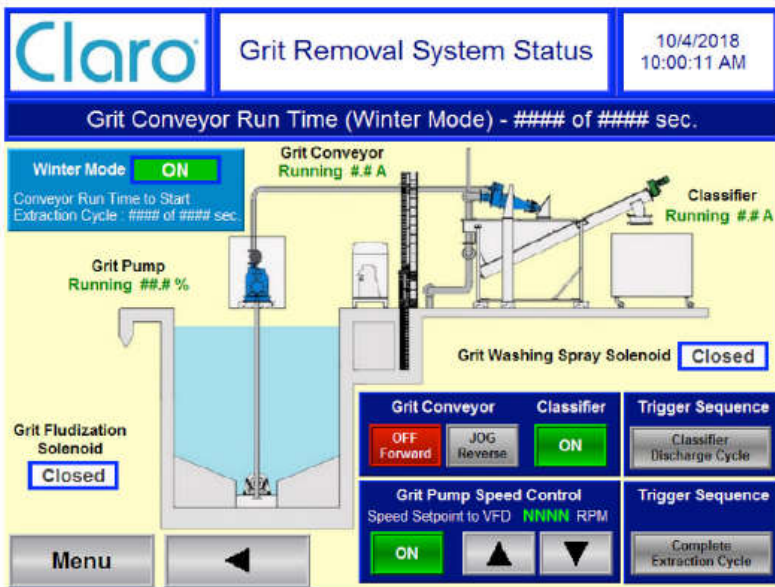 Claro
Grit Removal System Status
10/4/2018
10:00:11 AM
Grit Conveyor Run Time (Winter Mode) - #### of #### sec.
Winter Mode ON
Conveyor Run Time to Start
Extraction Cycle : #### of #### sec.
Grit Conveyor
Running #.# A
Classifier
Running #.# A
Grit Pump
Running ##.# %
Grit Washing Spray Solenoid Closed
Grit Fludization
Solenoid
Closed
Grit Conveyor
OFF
Forward
JOG
Reverse
Classifier
ON
Trigger Sequence
Classifier
Discharge Cycle
Grit Pump Speed Control
Speed Setpoint to VFD NNNN RPM
ON
Trigger Sequence
Complete
Extraction Cycle
Menu